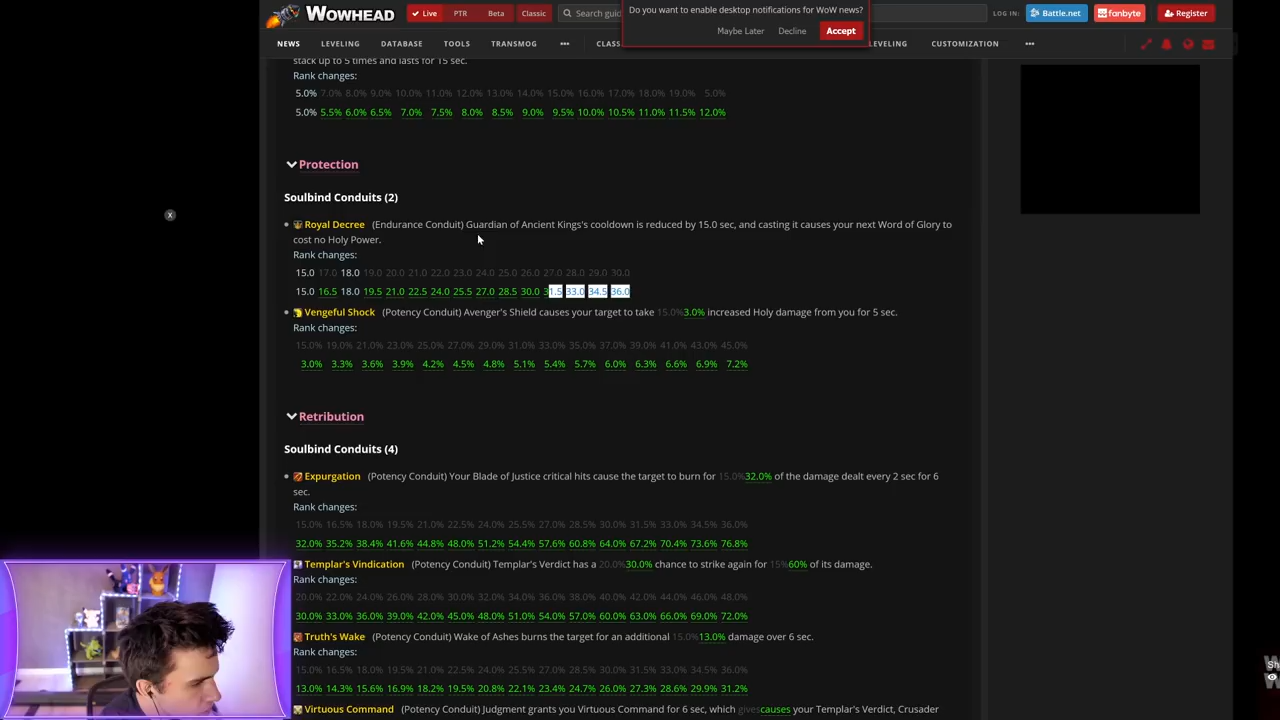 WOWHEAD
Live PTR Beta Classic
Search guid
Do you want to enable desktop notifications for WoW news?
Maybe Later Decline Accept
LOG IN: Battle.net fanbyte Register
NEWS LEVELING DATABASE TOOLS TRANSMOG ••• CLASS LEVELING CUSTOMIZATION •••
stack up to 5 times and lasts for 15 sec.
Rank changes:
5.0% 7.0% 8.0% 9.0% 10.0% 11.0% 12.0% 13.0% 14.0% 15.0% 16.0% 17.0% 18.0% 19.0% 5.0%
5.0% 5.5% 6.0% 6.5% 7.0% 7.5% 8.0% 8.5% 9.0% 9.5% 10.0% 10.5% 11.0% 11.5% 12.0%
Protection
Soulbind Conduits (2)
Royal Decree (Endurance Conduit) Guardian of Ancient Kings's cooldown is reduced by 15.0 sec, and casting it causes your next Word of Glory to
cost no Holy Power.
Rank changes:
15.0 17.0 18.0 19.0 20.0 21.0 22.0 23.0 24.0 25.0 26.0 27.0 28.0 29.0 30.0
15.0 16.5 18.0 19.5 21.0 22.5 24.0 25.5 27.0 28.5 30.0 31.5 33.0 34.5 36.0
Vengeful Shock (Potency Conduit) Avenger's Shield causes your target to take 15.0%3.0% increased Holy damage from you for 5 sec.
Rank changes:
15.0% 19.0% 21.0% 23.0% 25.0% 27.0% 29.0% 31.0% 33.0% 35.0% 37.0% 39.0% 41.0% 43.0% 45.0%
3.0% 3.3% 3.6% 3.9% 4.2% 4.5% 4.8% 5.1% 5.4% 5.7% 6.0% 6.3% 6.6% 6.9% 7.2%
Retribution
Soulbind Conduits (4)
Expurgation (Potency Conduit) Your Blade of Justice critical hits cause the target to burn for 15.0%32.0% of the damage dealt every 2 sec for 6
sec.
Rank changes:
15.0% 16.5% 18.0% 19.5% 21.0% 22.5% 24.0% 25.5% 27.0% 28.5% 30.0% 31.5% 33.0% 34.5% 36.0%
32.0% 35.2% 38.4% 41.6% 44.8% 48.0% 51.2% 54.4% 57.6% 60.8% 64.0% 67.2% 70.4% 73.6% 76.8%
Templar's Vindication (Potency Conduit) Templar's Verdict has a 20.0%30.0% chance to strike again for 15%60% of its damage.
Rank changes:
20.0% 22.0% 24.0% 26.0% 28.0% 30.0% 32.0% 34.0% 36.0% 38.0% 40.0% 42.0% 44.0% 46.0% 48.0%
30.0% 33.0% 36.0% 39.0% 42.0% 45.0% 48.0% 51.0% 54.0% 57.0% 60.0% 63.0% 66.0% 69.0% 72.0%
Truth's Wake (Potency Conduit) Wake of Ashes burns the target for an additional 15.0%13.0% damage over 6 sec.
Rank changes:
15.0% 16.5% 18.0% 19.5% 21.0% 22.5% 24.0% 25.5% 27.0% 28.5% 30.0% 31.5% 33.0% 34.5% 36.0%
13.0% 14.3% 15.6% 16.9% 18.2% 19.5% 20.8% 22.1% 23.4% 24.7% 26.0% 27.3% 28.6% 29.9% 31.2%
Virtuous Command (Potency Conduit) Judgment grants you Virtuous Command for 6 sec, which givescauses your Templar's Verdict, Crusader